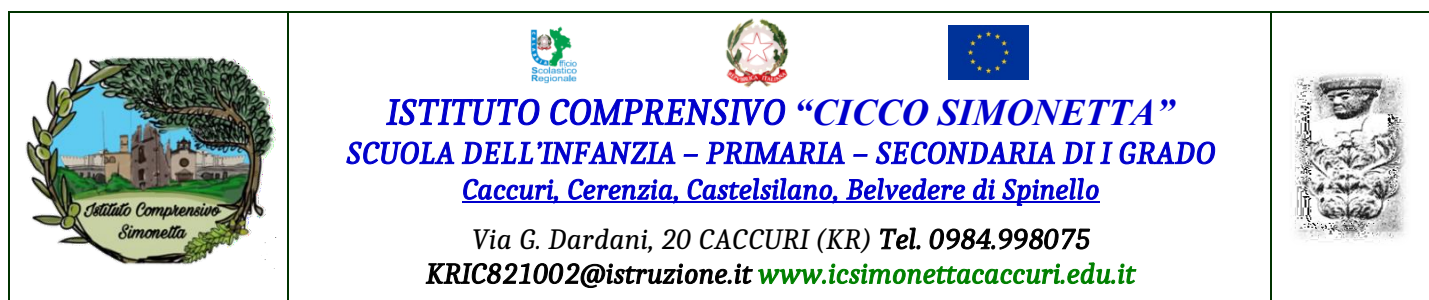 Istituto Comprensivo
Simonetta
Ufficio
Scolastico
Regionale
REPVBBLICA ITALIANA
ISTITUTO COMPRENSIVO “CICCO SIMONETTA”
SCUOLA DELL’INFANZIA – PRIMARIA – SECONDARIA DI I GRADO
Caccuri, Cerenzia, Castelsilano, Belvedere di Spinello
Via G. Dardani, 20 CACCURI (KR) Tel. 0984.998075
KRIC821002@istruzione.it www.icsimonettacaccuri.edu.it